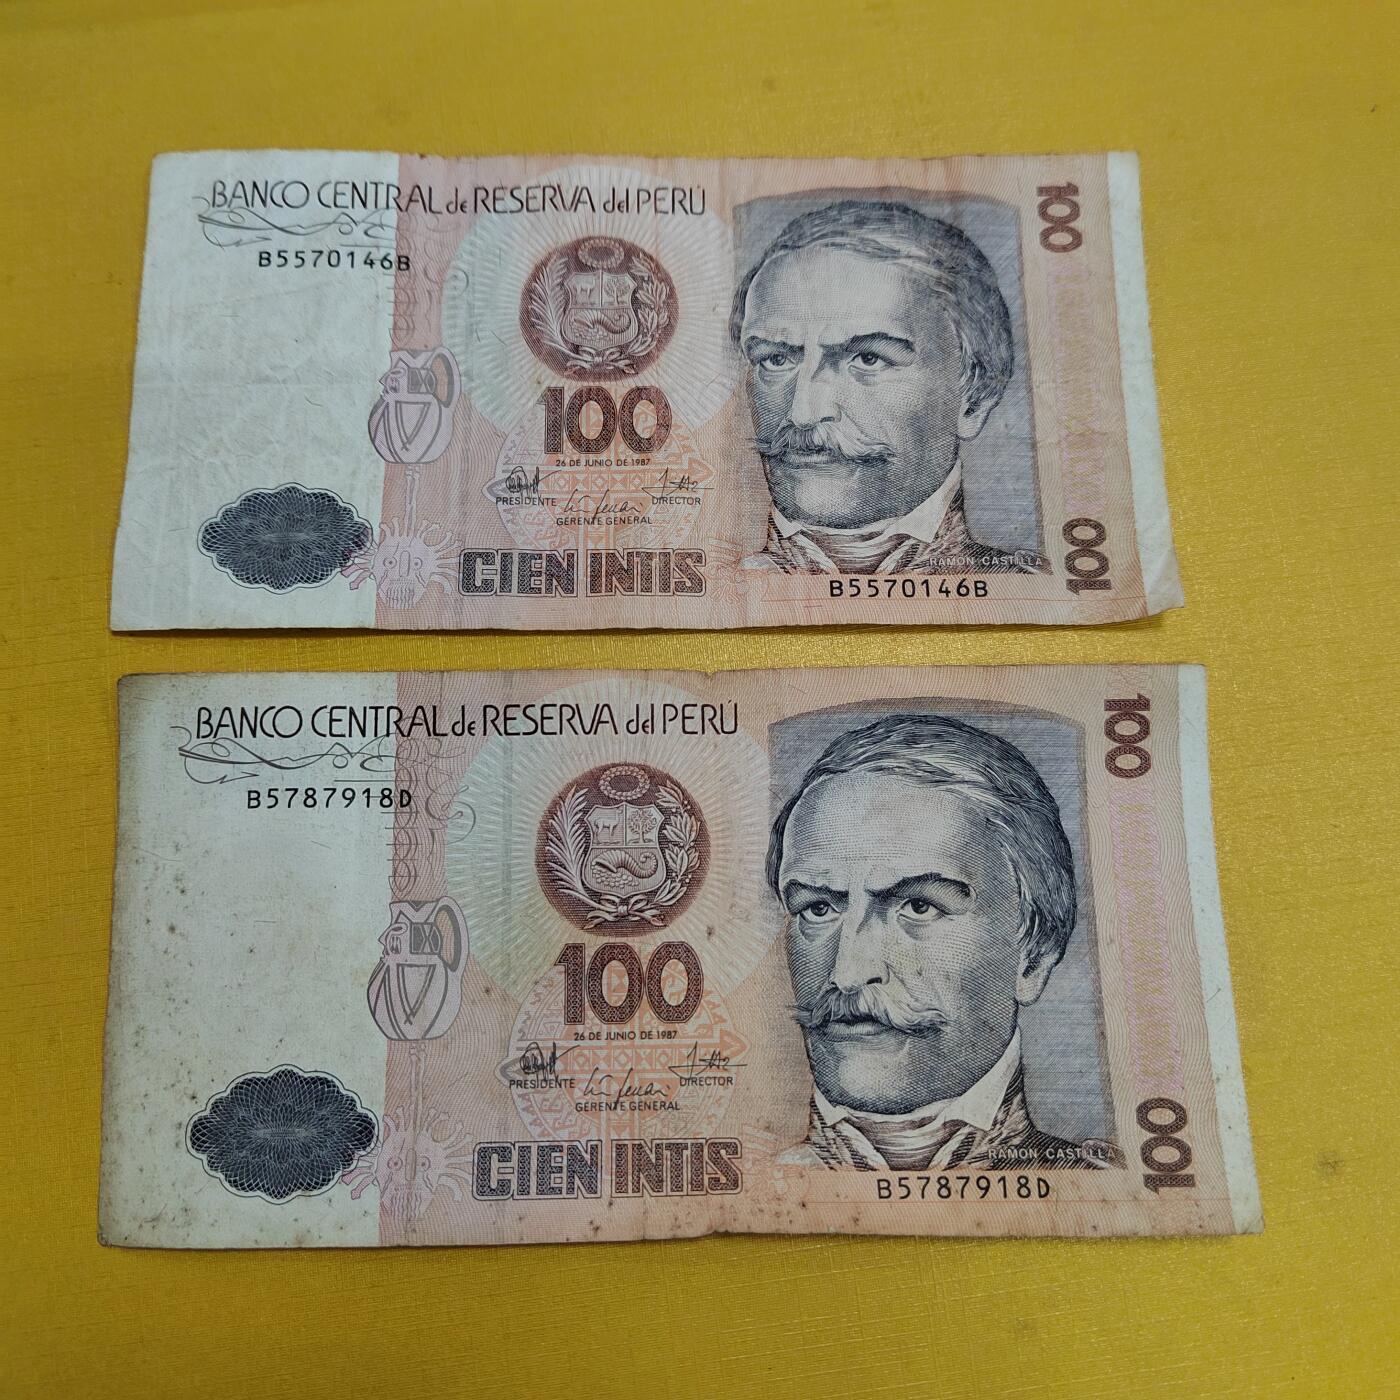 BANCO CENTRAL de RESERVA del PERÚ
B5570146B
100
100
26 DE JUNIO DE 1987
PRESIDENTE
DIRECTOR
GERENTE GENERAL
CIEN INTIS
RAMON CASTILLA
B5570146B
100
BANCO CENTRAL de RESERVA del PERÚ
B5787918D
100
100
26 DE JUNIO DE 1987
PRESIDENTE
DIRECTOR
GERENTE GENERAL
CIEN INTIS
RAMON CASTILLA
B5787918D
100